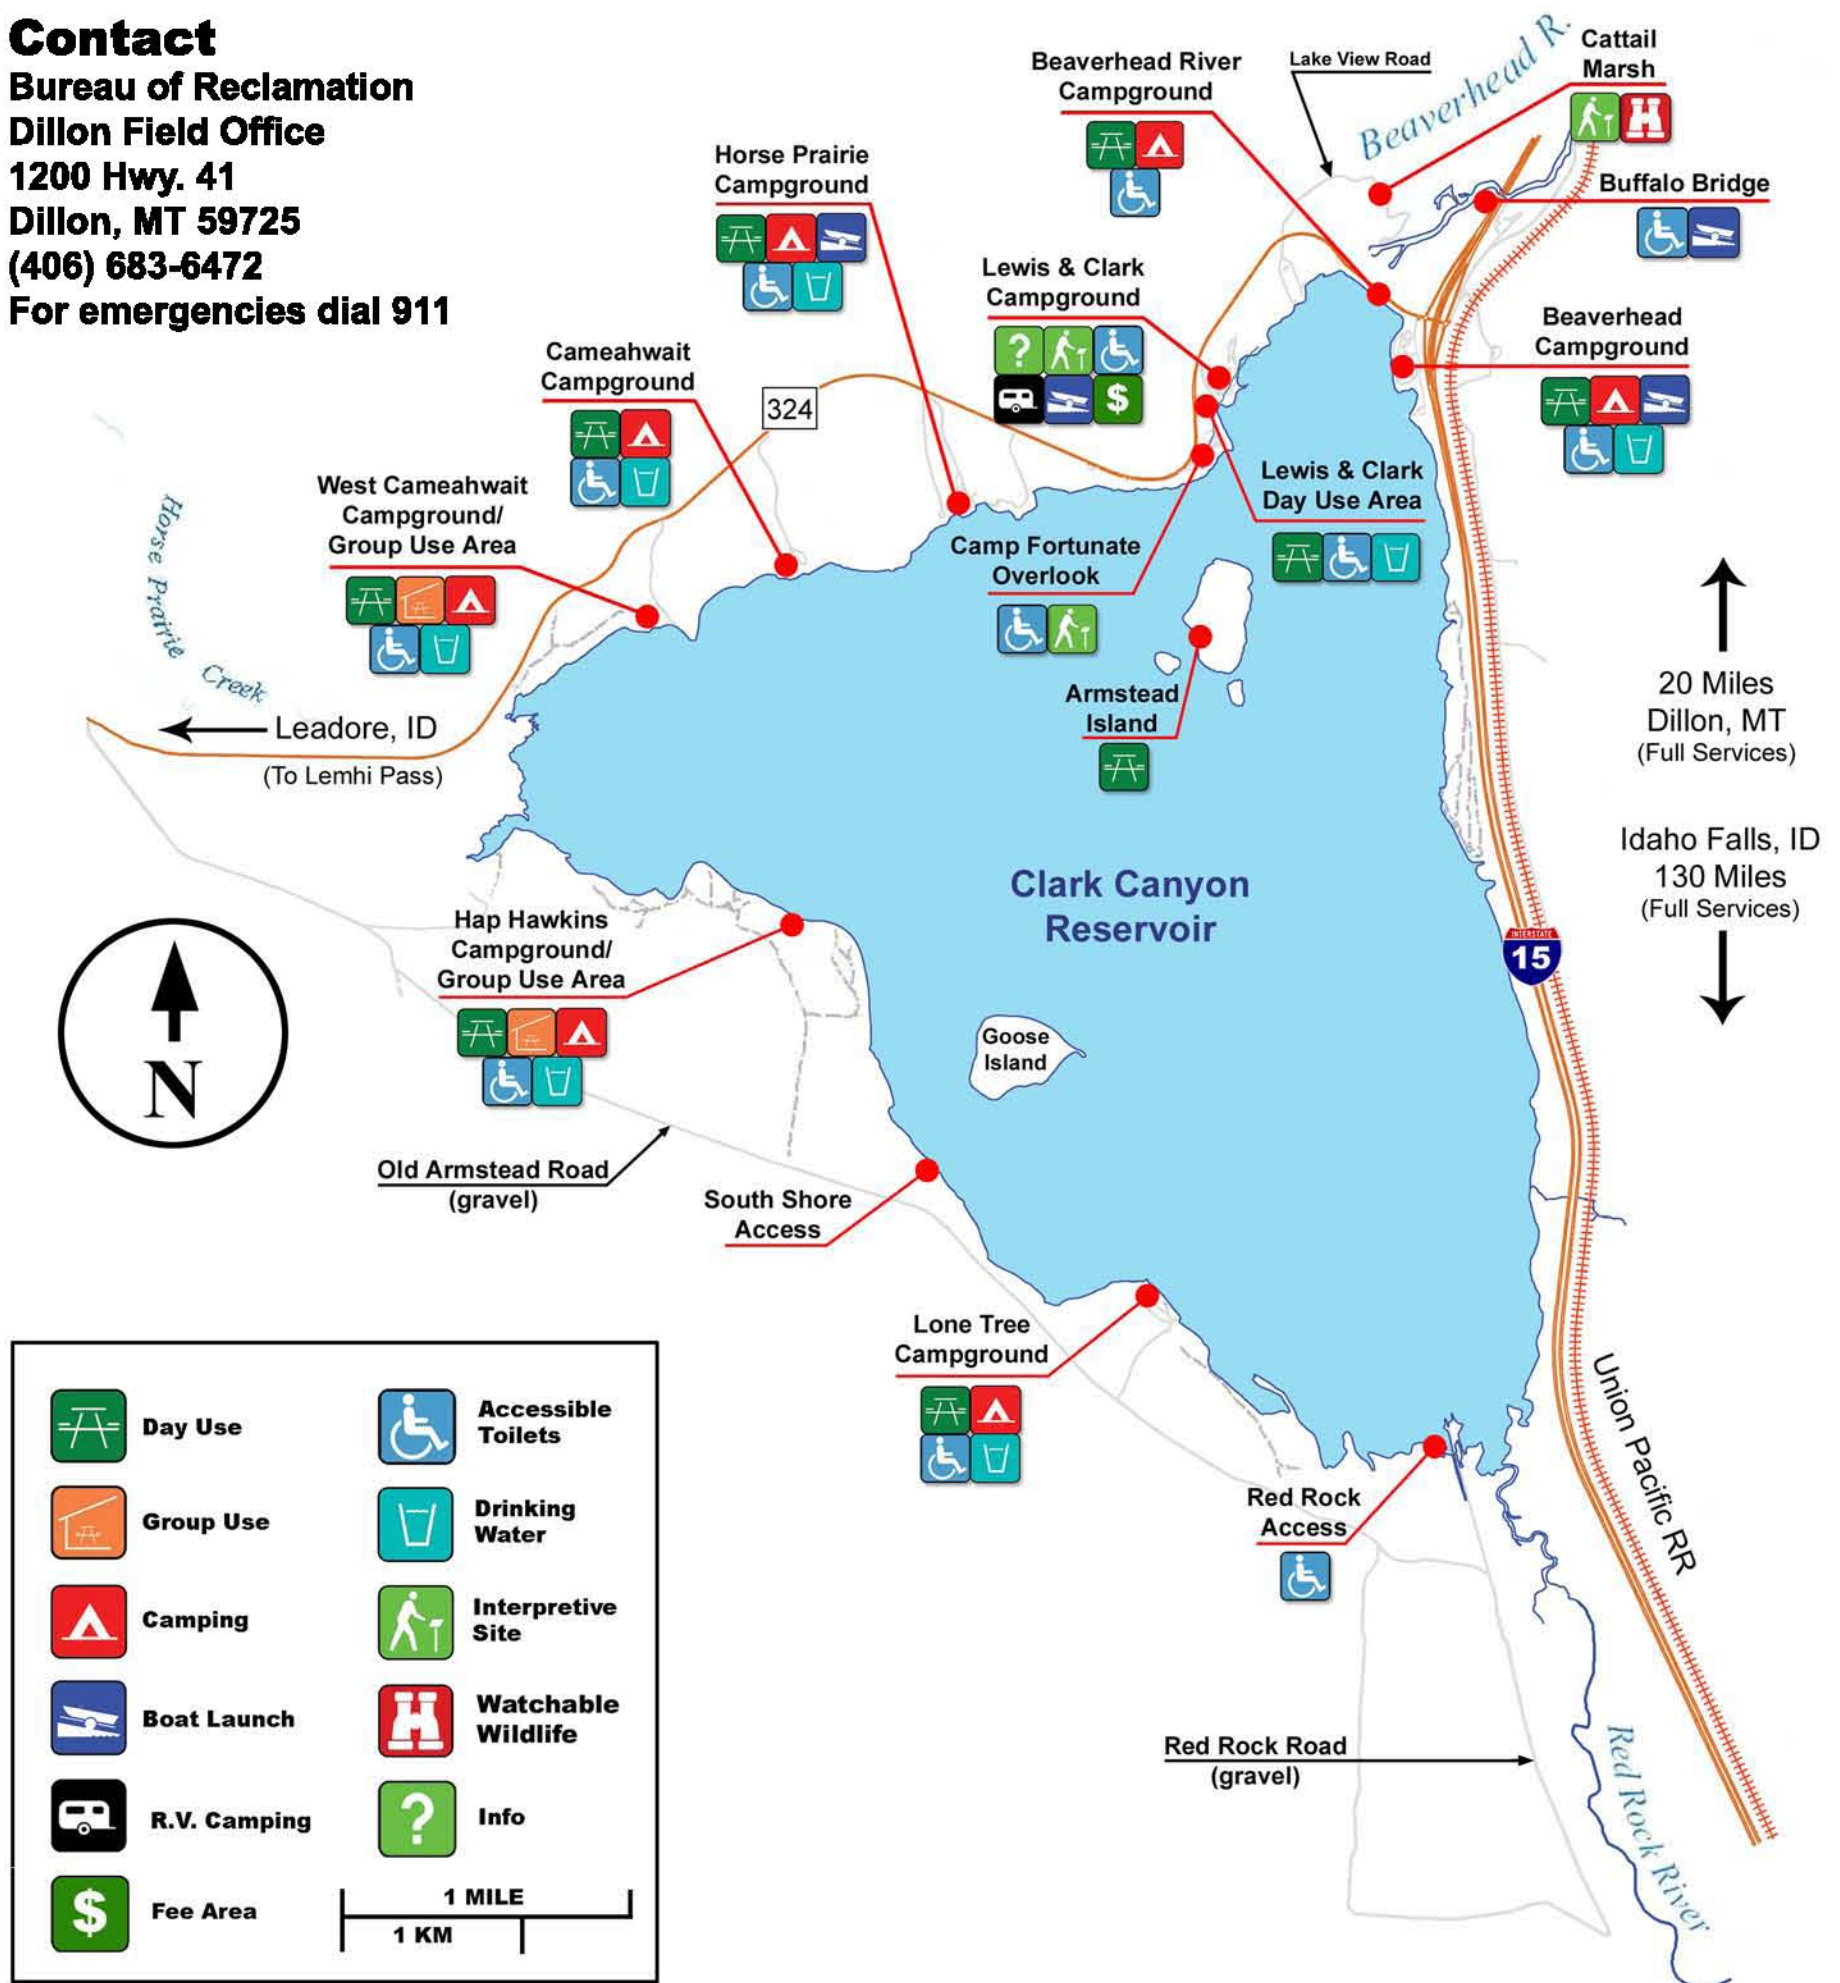 Contact
Bureau of Reclamation
Dillon Field Office
1200 Hwy. 41
Dillon, MT 59725
(406) 683-6472
For emergencies dial 911
Beaverhead River
Campground
Lake View Road
Beaverhead R.
Cattail
Marsh
Horse Prairie
Campground
Buffalo Bridge
Lewis & Clark
Campground
?
$
Beaverhead
Campground
Cameahwait
Campground
324
West Cameahwait
Campground/
Group Use Area
Lewis & Clark
Day Use Area
Camp Fortunate
Overlook
Horse Prairie Creek
Armstead
Island
Leadore, ID
(To Lemhi Pass)
20 Miles
Dillon, MT
(Full Services)
Idaho Falls, ID
130 Miles
(Full Services)
Clark Canyon
Reservoir
INTERSTATE
15
Hap Hawkins
Campground/
Group Use Area
N
Goose
Island
Old Armstead Road
(gravel)
South Shore
Access
Lone Tree
Campground
Red Rock
Access
Union Pacific RR
Red Rock Road
(gravel)
Red Rock River
Day Use
Group Use
Camping
Boat Launch
R.V. Camping
$
Fee Area
Accessible
Toilets
Drinking
Water
Interpretive
Site
Watchable
Wildlife
?
Info
1 MILE
1 KM